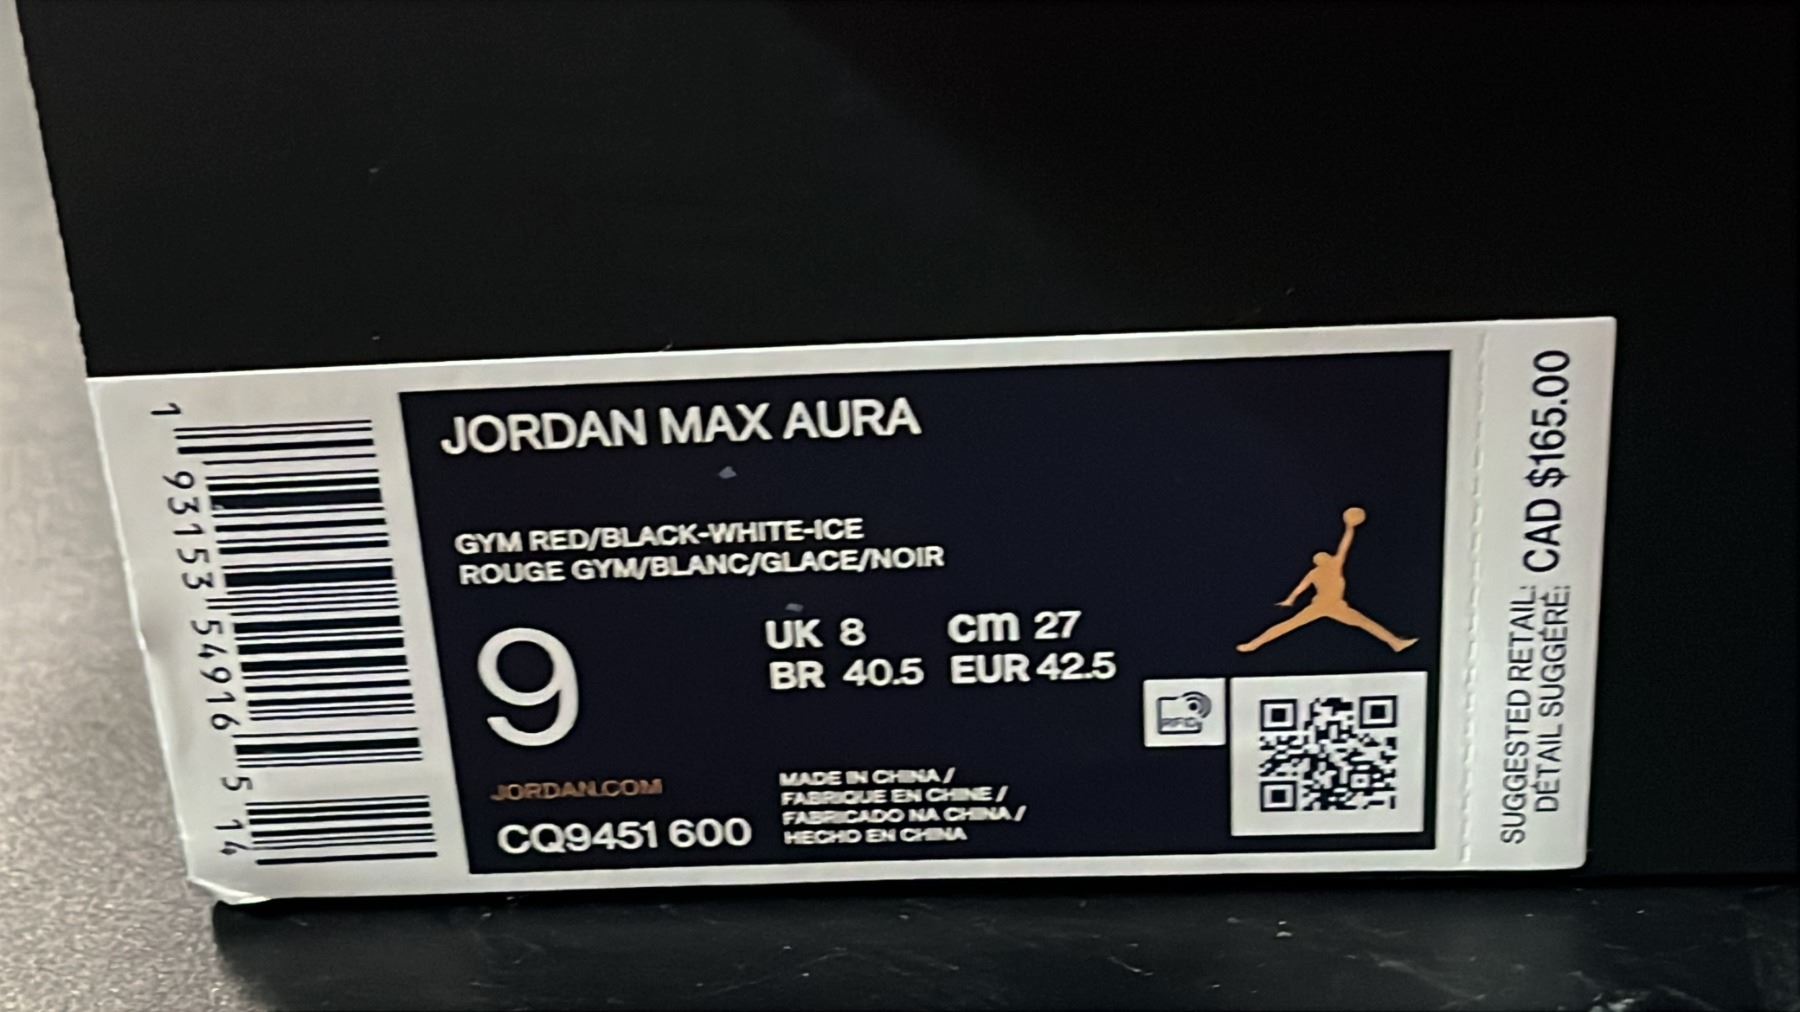 JORDAN MAX AURA
GYM RED/BLACK-WHITE-ICE
ROUGE GYM/BLANC/GLACE/NOIR
9
UK 8 cm 27
BR 40.5 EUR 42.5
JORDAN.COM
CQ9451 600
MADE IN CHINA /
FABRIQUE EN CHINE /
FABRICADO NA CHINA /
HECHO EN CHINA
RFID
1 93153 54916 5 14
SUGGESTED RETAIL: CAD $165.00
DÉTAIL SUGGÉRÉ: